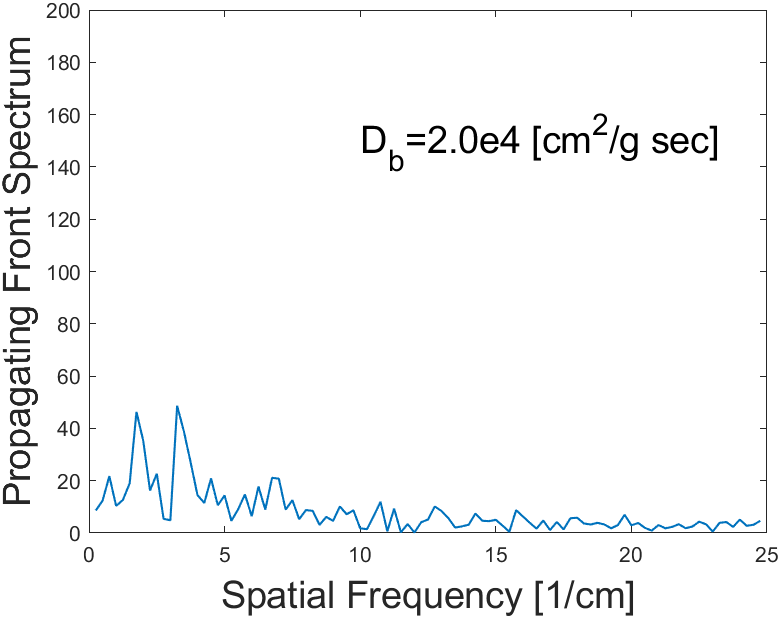 200
180
160
140
120
100
80
60
40
20
0
Propagating Front Spectrum
D_b=2.0e4 [cm^2/g sec]
0 5 10 15 20 25
Spatial Frequency [1/cm]